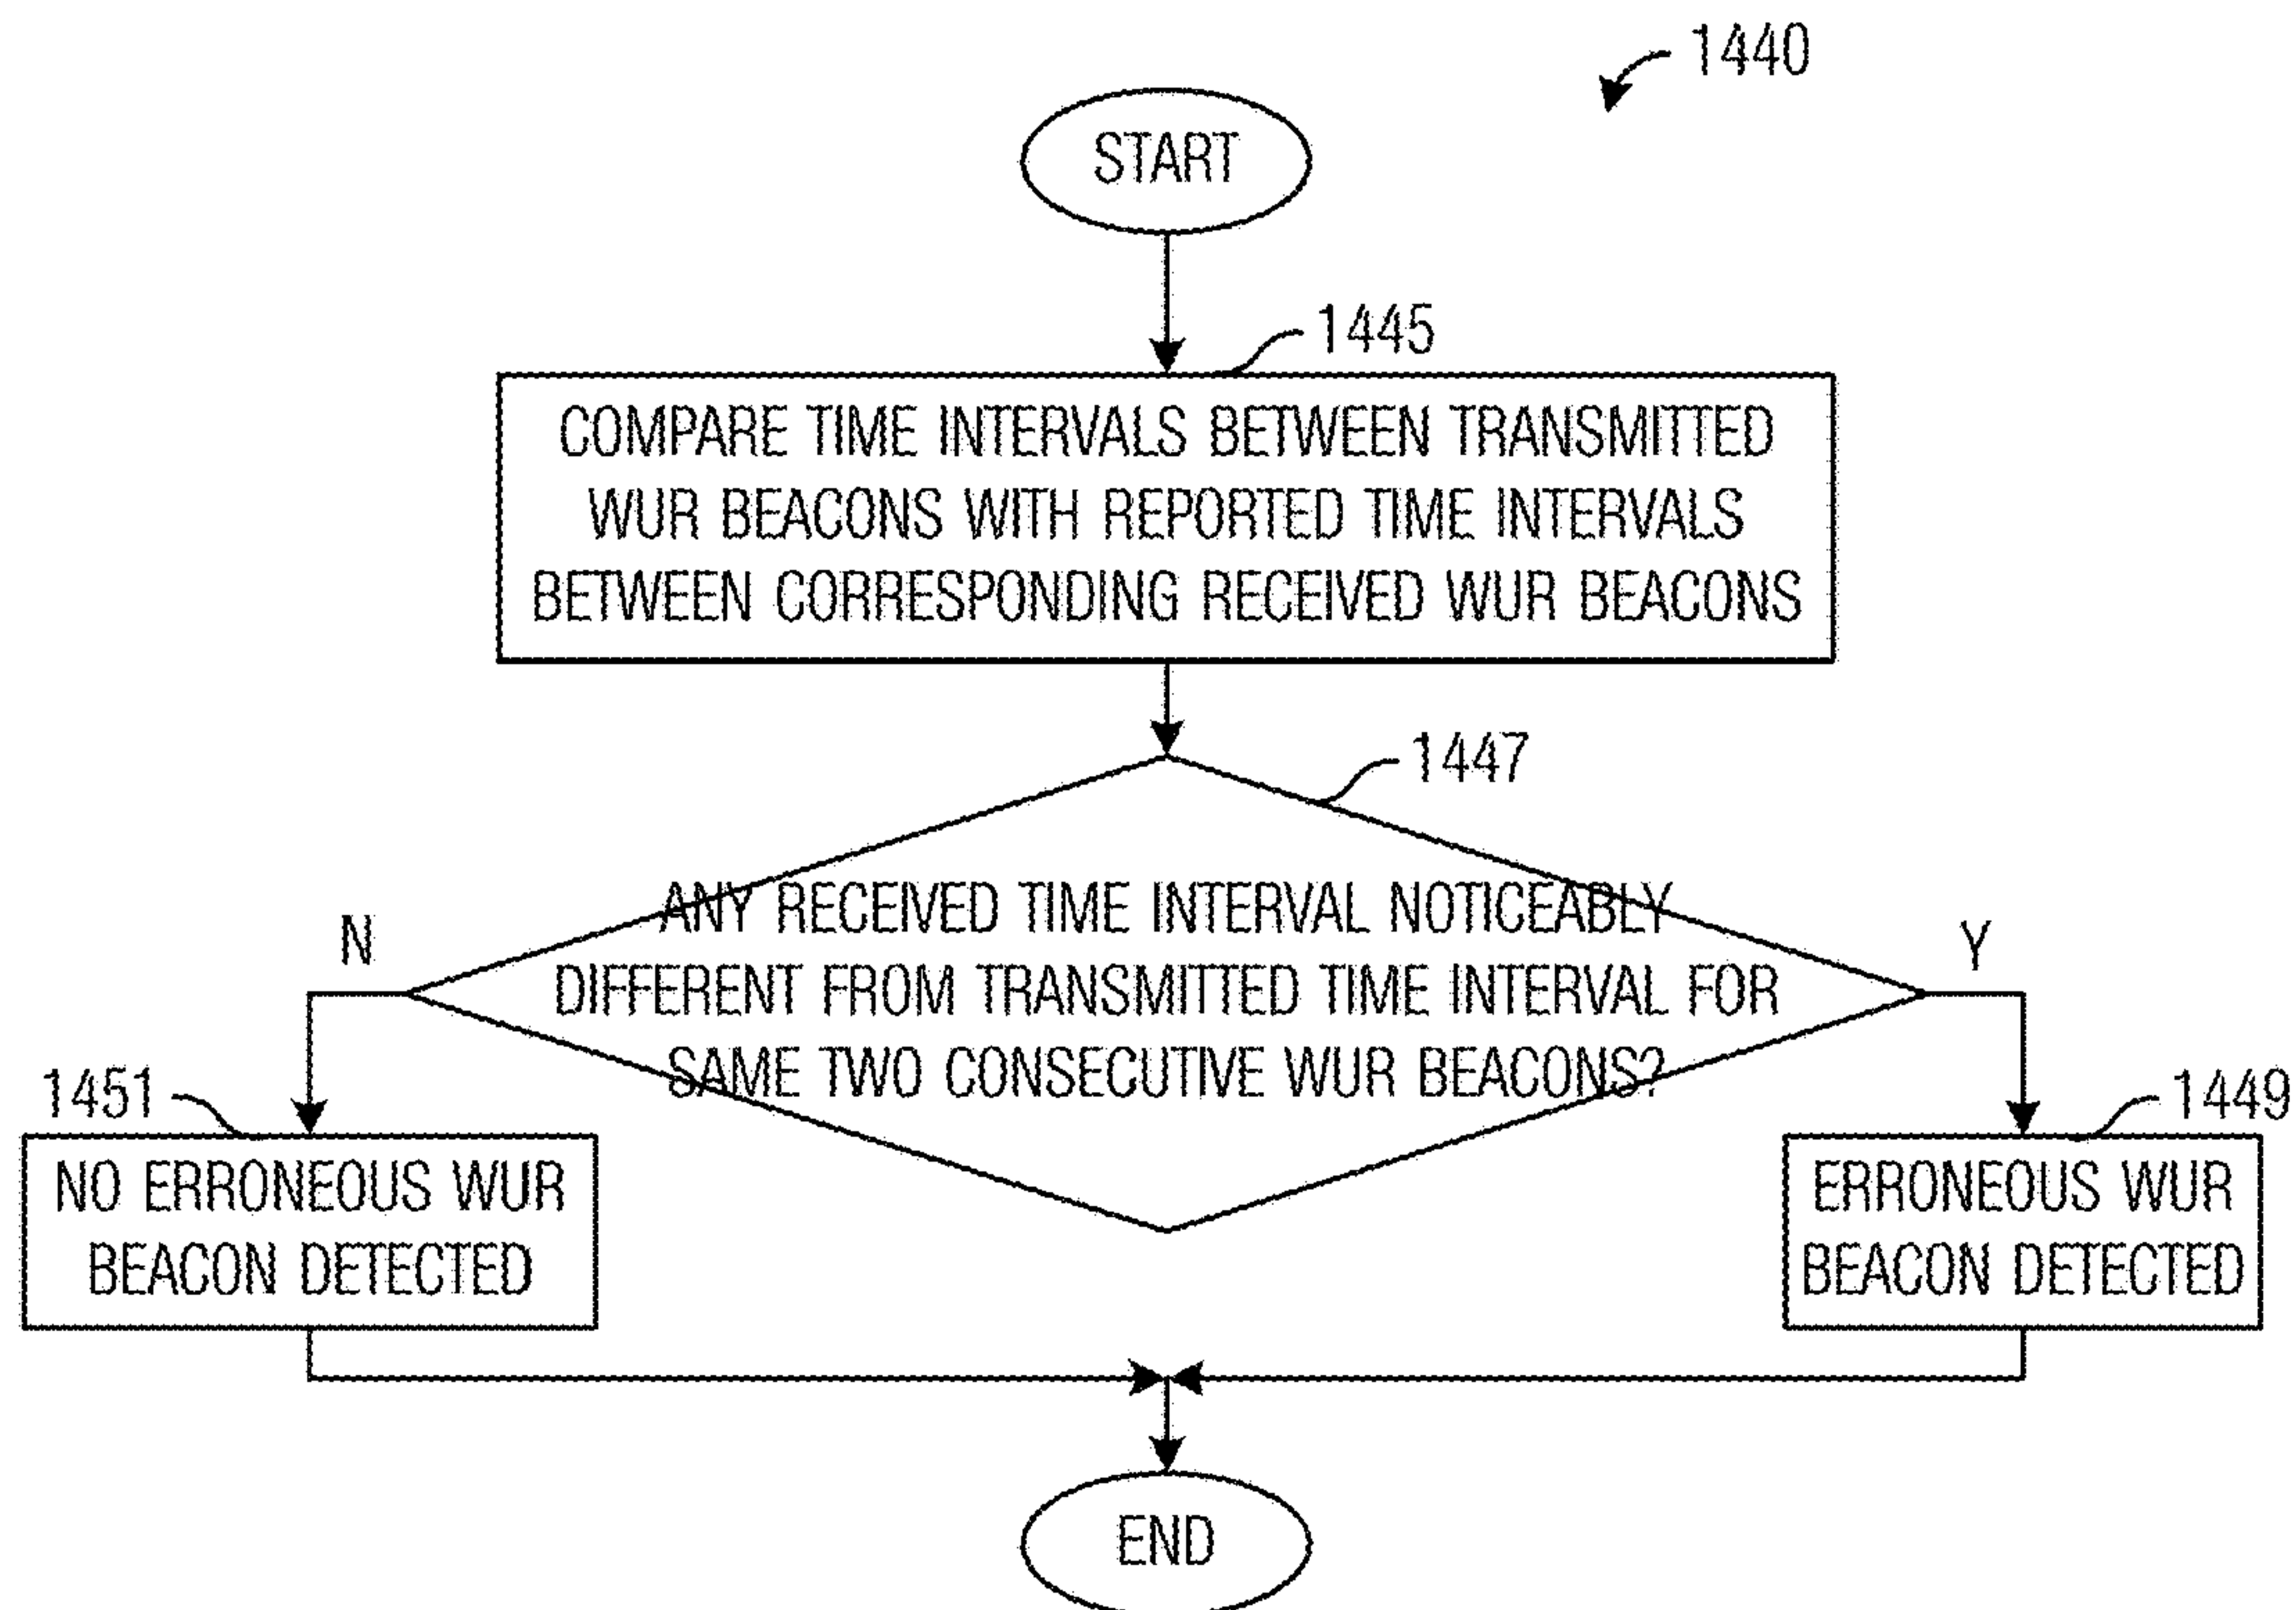 1440
START
1445
COMPARE TIME INTERVALS BETWEEN TRANSMITTED
WUR BEACONS WITH REPORTED TIME INTERVALS
BETWEEN CORRESPONDING RECEIVED WUR BEACONS
1447
ANY RECEIVED TIME INTERVAL NOTICEABLY
DIFFERENT FROM TRANSMITTED TIME INTERVAL FOR
SAME TWO CONSECUTIVE WUR BEACONS?
N
Y
1451
NO ERRONEOUS WUR
BEACON DETECTED
1449
ERRONEOUS WUR
BEACON DETECTED
END